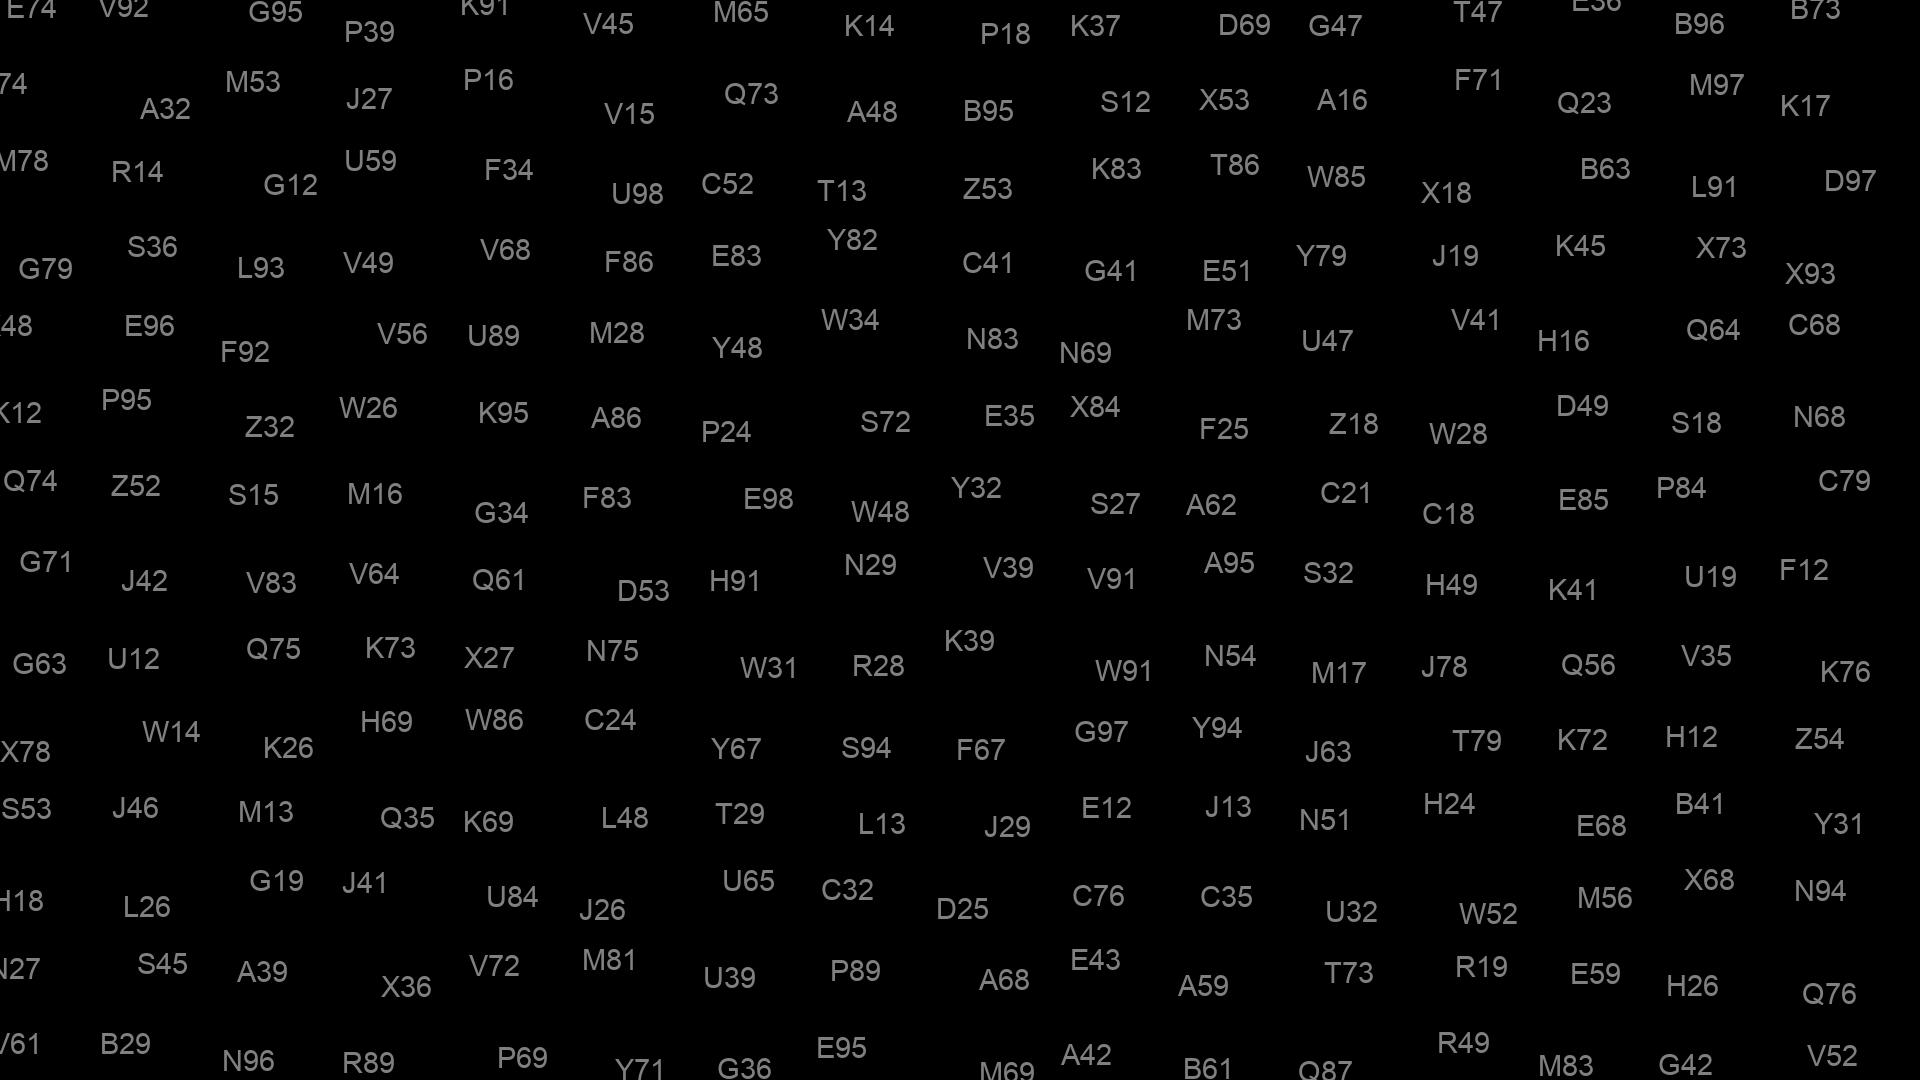 E74 V92 G95 P39 K91 V45 M65 K14 P18 K37 D69 G47 T47 E36 B96 B73
74 A32 M53 J27 P16 V15 Q73 A48 B95 S12 X53 A16 F71 Q23 M97 K17
M78 R14 G12 U59 F34 U98 C52 T13 Z53 K83 T86 W85 X18 B63 L91 D97
G79 S36 L93 V49 V68 F86 E83 Y82 C41 G41 E51 Y79 J19 K45 X73 X93
48 E96 F92 V56 U89 M28 Y48 W34 N83 N69 M73 U47 V41 H16 Q64 C68
K12 P95 Z32 W26 K95 A86 P24 S72 E35 X84 F25 Z18 W28 D49 S18 N68
Q74 Z52 S15 M16 G34 F83 E98 W48 Y32 S27 A62 C21 C18 E85 P84 C79
G71 J42 V83 V64 Q61 D53 H91 N29 V39 V91 A95 S32 H49 K41 U19 F12
G63 U12 Q75 K73 X27 N75 W31 R28 K39 W91 N54 M17 J78 Q56 V35 K76
X78 W14 K26 H69 W86 C24 Y67 S94 F67 G97 Y94 J63 T79 K72 H12 Z54
S53 J46 M13 Q35 K69 L48 T29 L13 J29 E12 J13 N51 H24 E68 B41 Y31
H18 L26 G19 J41 U84 J26 U65 C32 D25 C76 C35 U32 W52 M56 X68 N94
N27 S45 A39 X36 V72 M81 U39 P89 A68 E43 A59 T73 R19 E59 H26 Q76
V61 B29 N96 R89 P69 Y71 G36 E95 M69 A42 B61 Q87 R49 M83 G42 V52